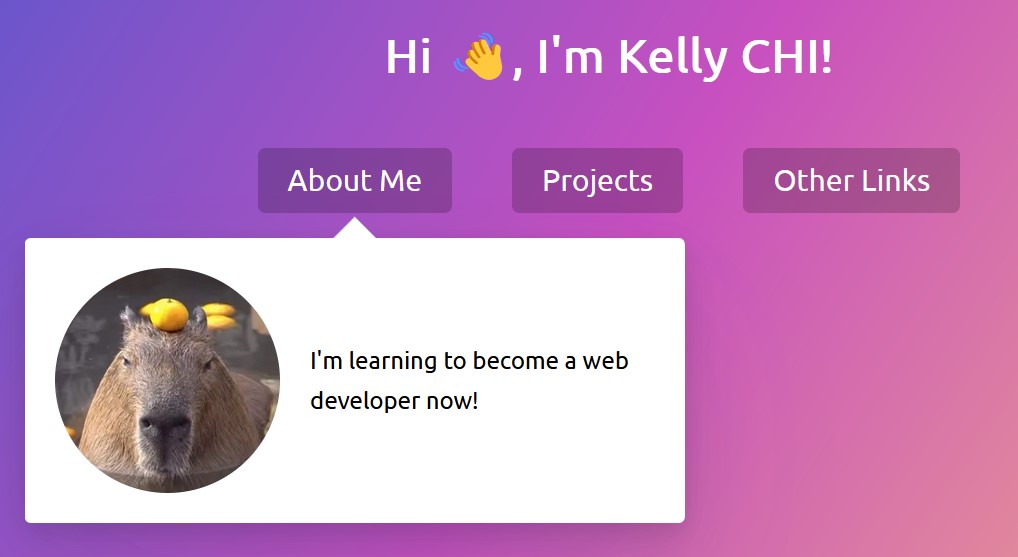 Hi 👋, I'm Kelly CHI!
About Me
Projects
Other Links
I'm learning to become a web
developer now!